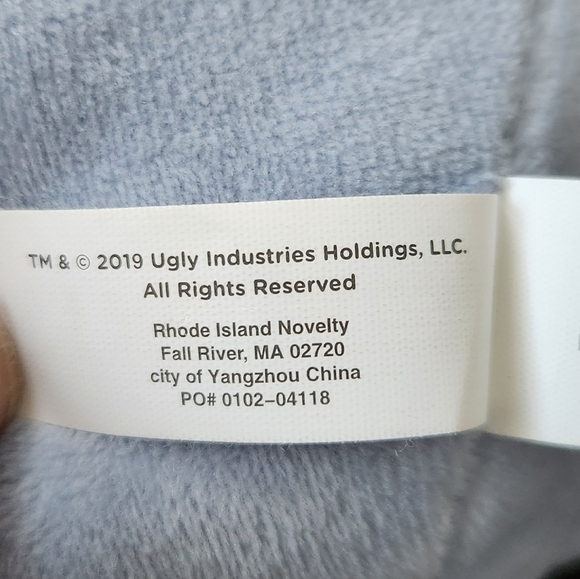 TM & © 2019 Ugly Industries Holdings, LLC.
All Rights Reserved
Rhode Island Novelty
Fall River, MA 02720
city of Yangzhou China
PO# 0102-04118